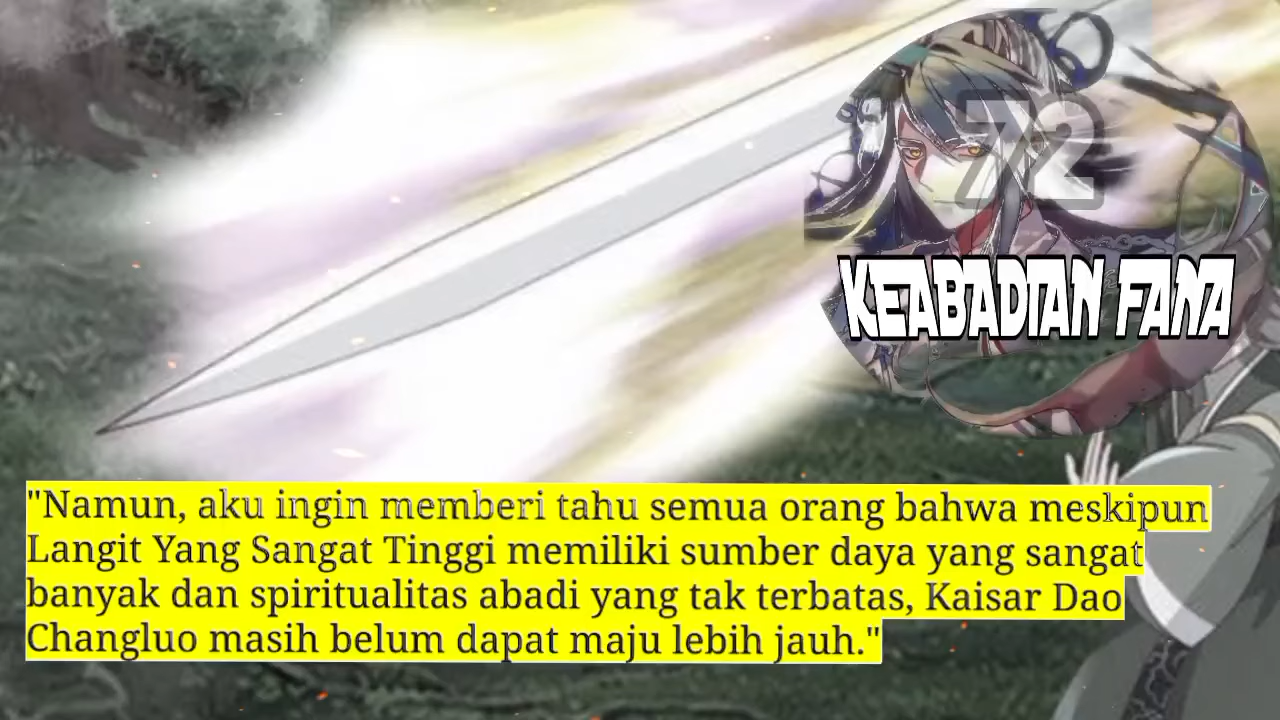 72
KEABADIAN FANA
"Namun, aku ingin memberi tahu semua orang bahwa meskipun
Langit Yang Sangat Tinggi memiliki sumber daya yang sangat
banyak dan spiritualitas abadi yang tak terbatas, Kaisar Dao
Changluo masih belum dapat maju lebih jauh."